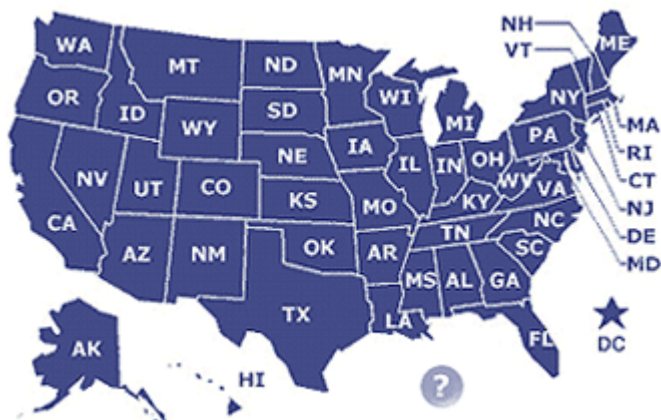 NH
VT
WA
MT
ND
MN
ME
OR
ID
SD
WI
NY
MI
MA
WY
NE
IA
PA
RI
NV
UT
CO
IL
IN
OH
CT
WV
KS
MO
KY
VA
NJ
CA
NC
DE
TN
AZ
NM
OK
AR
SC
MD
MS
AL
GA
TX
LA
FL
DC
AK
HI
?